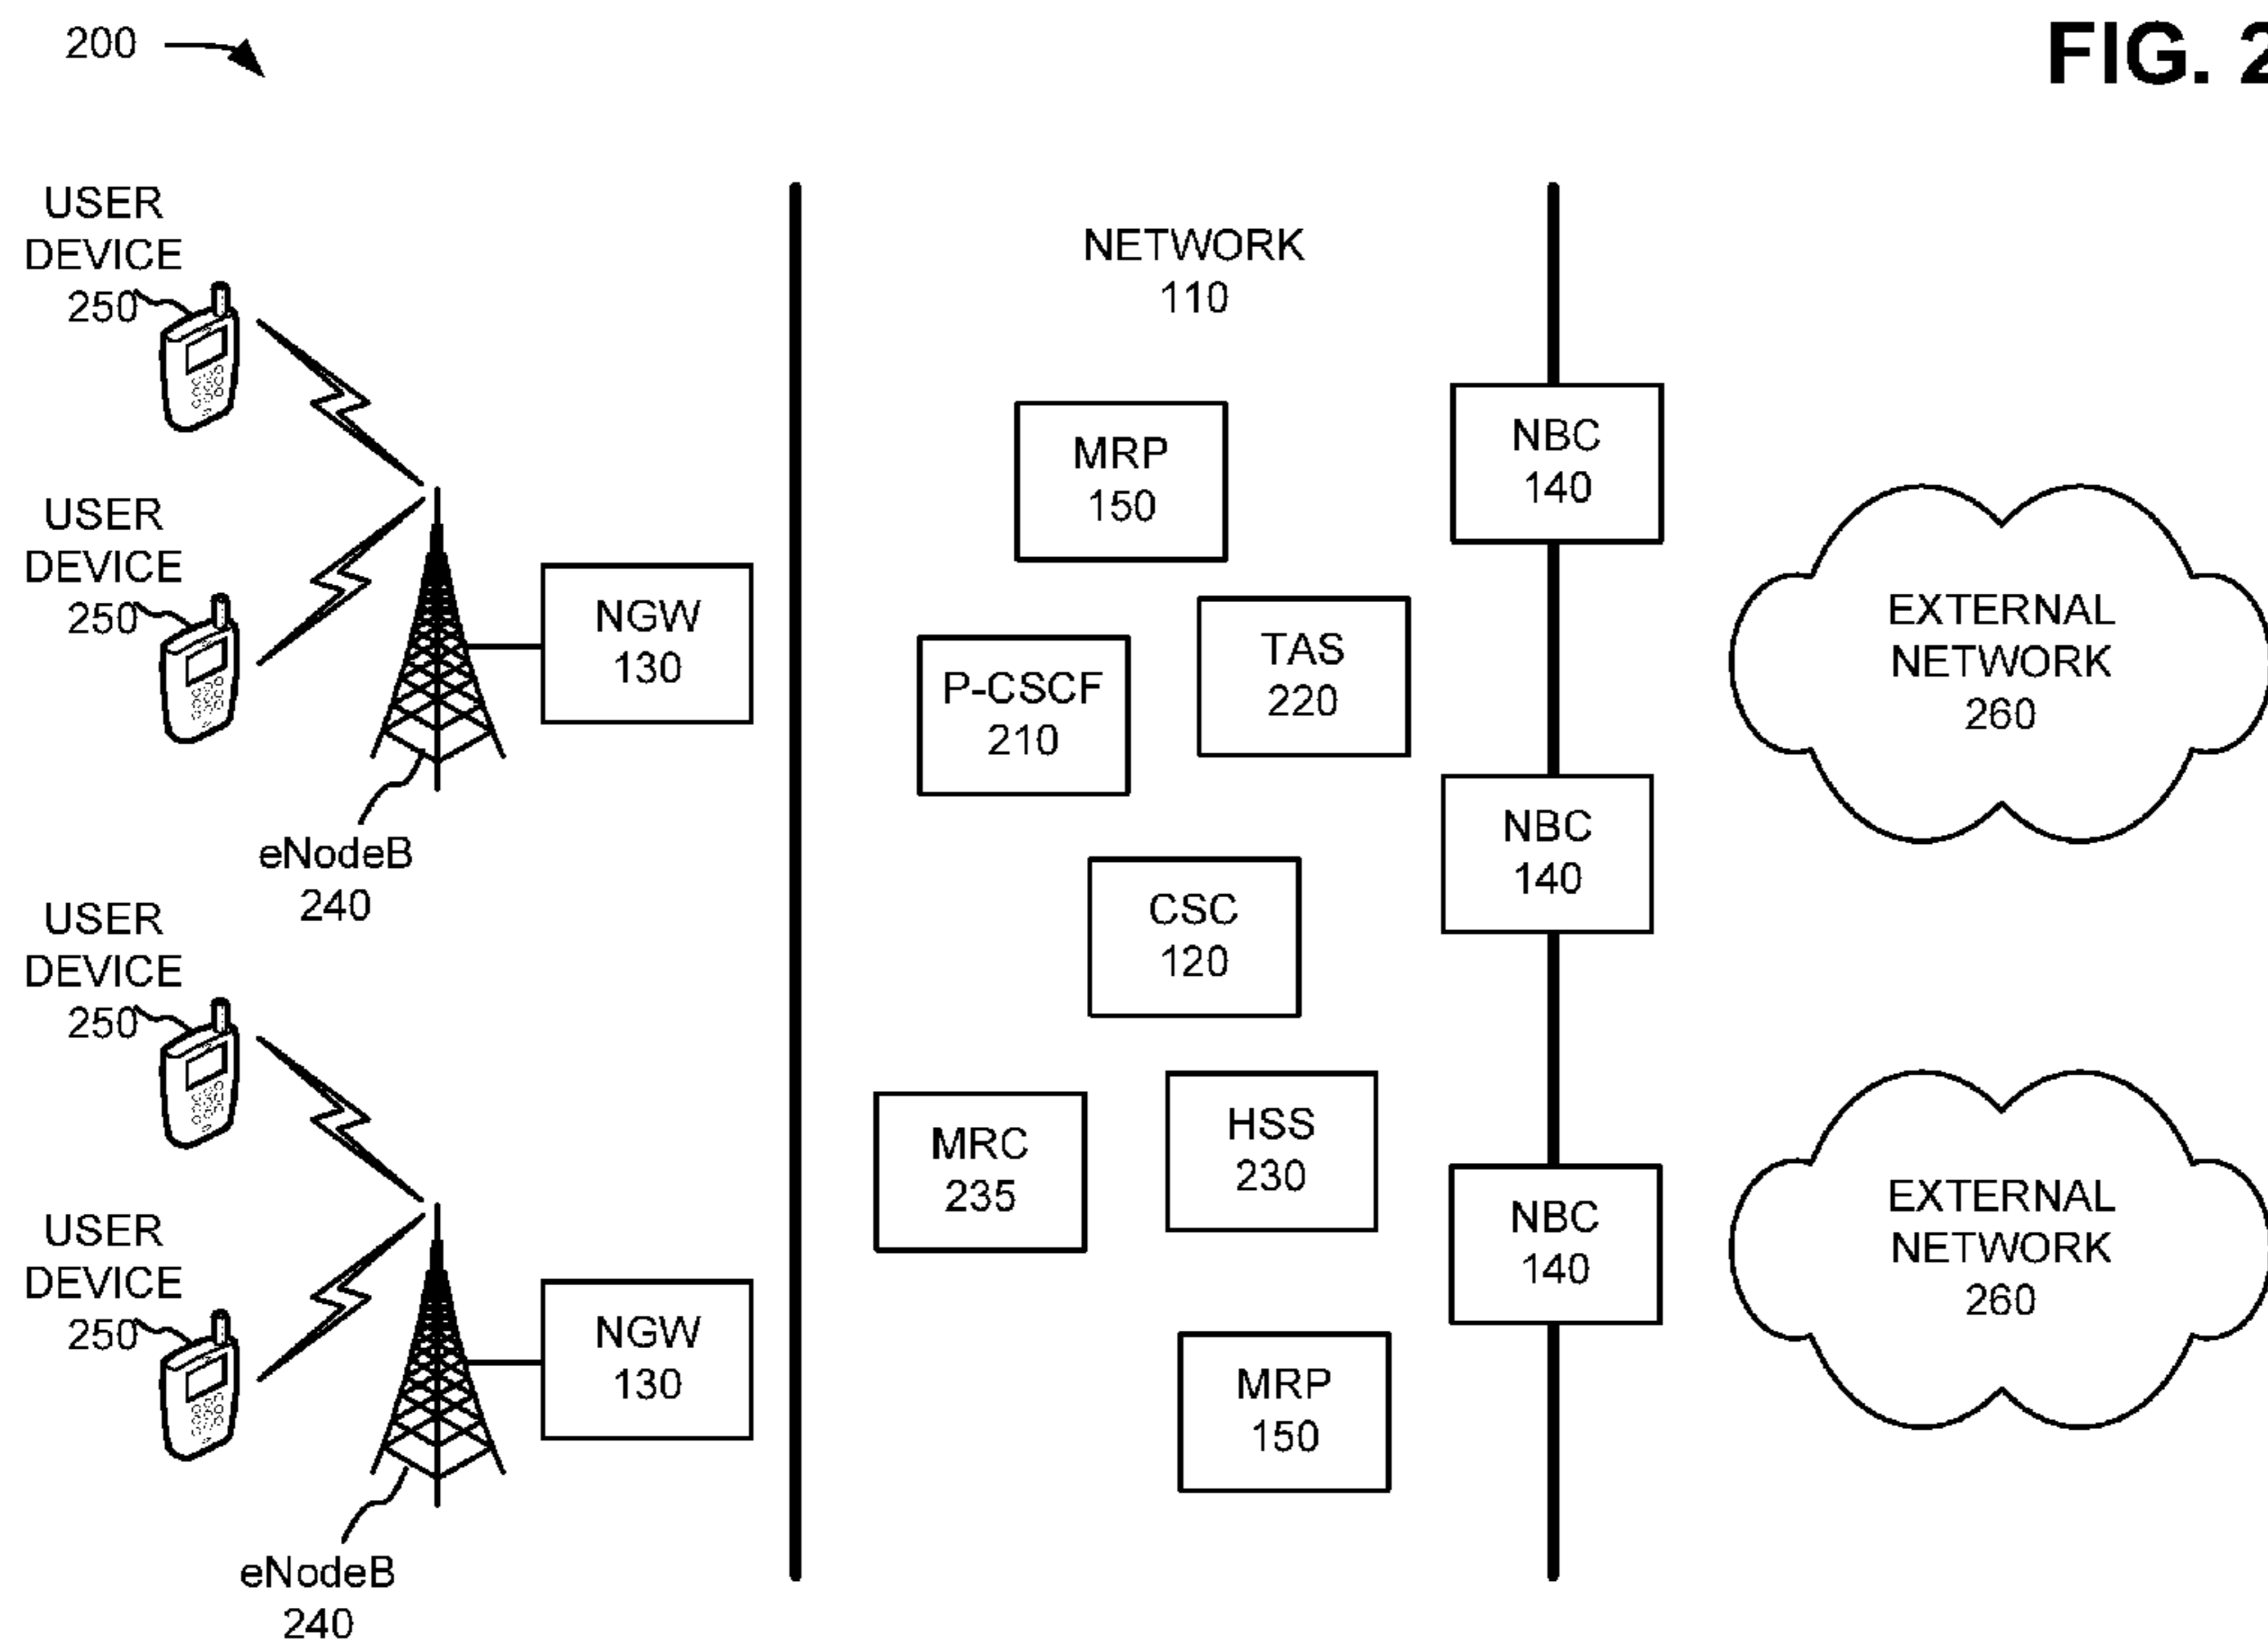 200
FIG. 2
USER
DEVICE
250
USER
DEVICE
250
eNodeB
240
NGW
130
USER
DEVICE
250
USER
DEVICE
250
eNodeB
240
NGW
130
NETWORK
110
MRP
150
P-CSCF
210
TAS
220
CSC
120
MRC
235
HSS
230
MRP
150
NBC
140
NBC
140
NBC
140
EXTERNAL
NETWORK
260
EXTERNAL
NETWORK
260